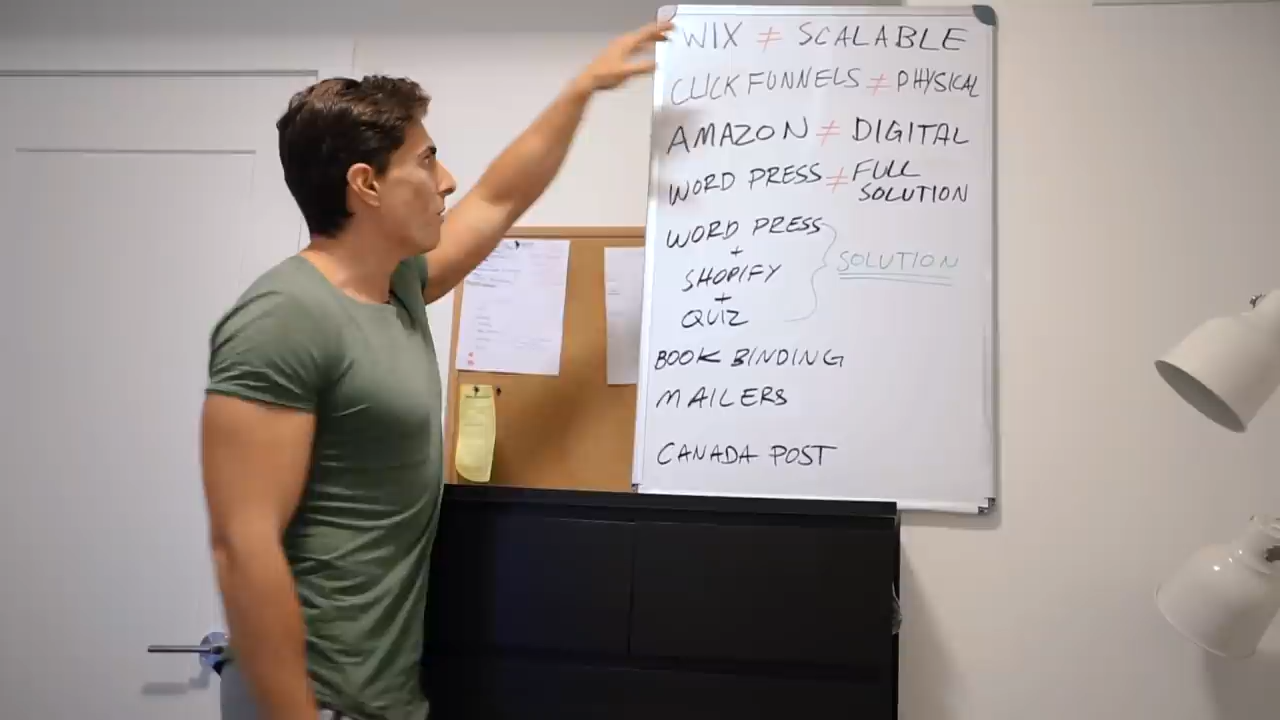 WIX ≠ SCALABLE
CLICK FUNNELS ≠ PHYSICAL
AMAZON ≠ DIGITAL
WORD PRESS ≠ FULL SOLUTION
WORD PRESS
+
SHOPIFY
+
QUIZ
SOLUTION
BOOK BINDING
MAILERS
CANADA POST